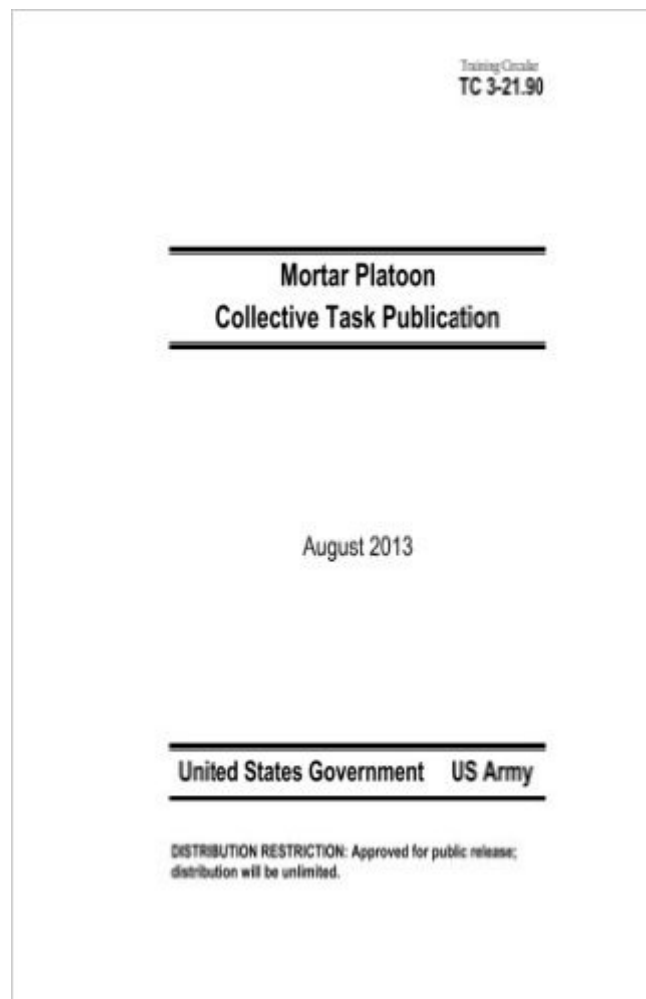 Training Circular
TC 3-21.90
Mortar Platoon
Collective Task Publication
August 2013
United States Government US Army
DISTRIBUTION RESTRICTION: Approved for public release;
distribution will be unlimited.